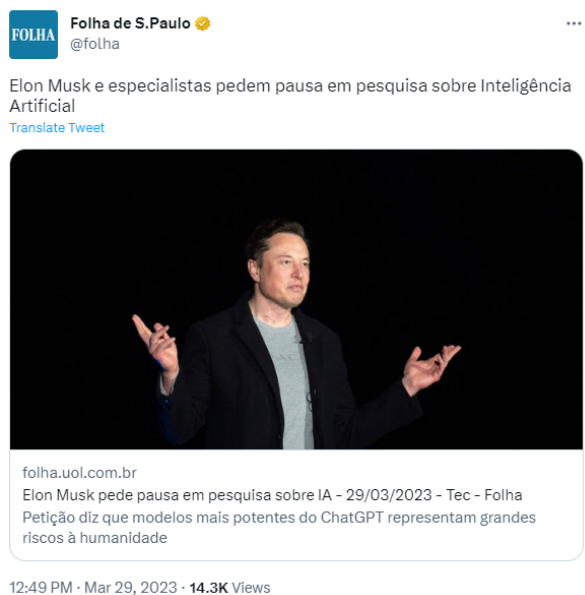 FOLHA
Folha de S.Paulo
@folha
Elon Musk e especialistas pedem pausa em pesquisa sobre Inteligência
Artificial
Translate Tweet
folha.uol.com.br
Elon Musk pede pausa em pesquisa sobre IA - 29/03/2023 - Tec - Folha
Petição diz que modelos mais potentes do ChatGPT representam grandes
riscos à humanidade
12:49 PM · Mar 29, 2023 · 14.3K Views